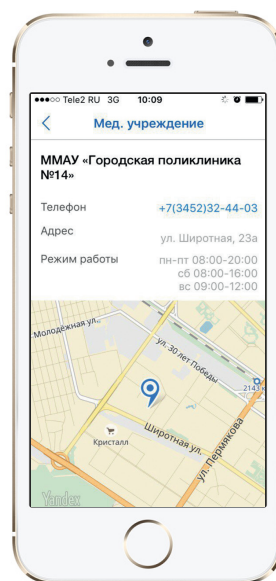 Tele2 RU 3G 10:09
Мед. учреждение
ММАУ «Городская поликлиника
№14»
Телефон +7(3452)32-44-03
Адрес ул. Широтная, 23а
Режим работы пн-пт 08:00-20:00
сб 08:00-16:00
вс 09:00-12:00
Молодёжная ул.
ул. 30 лет Победы
2143
Кристалл
Широтная ул.
ул. Пермякова
Yandex